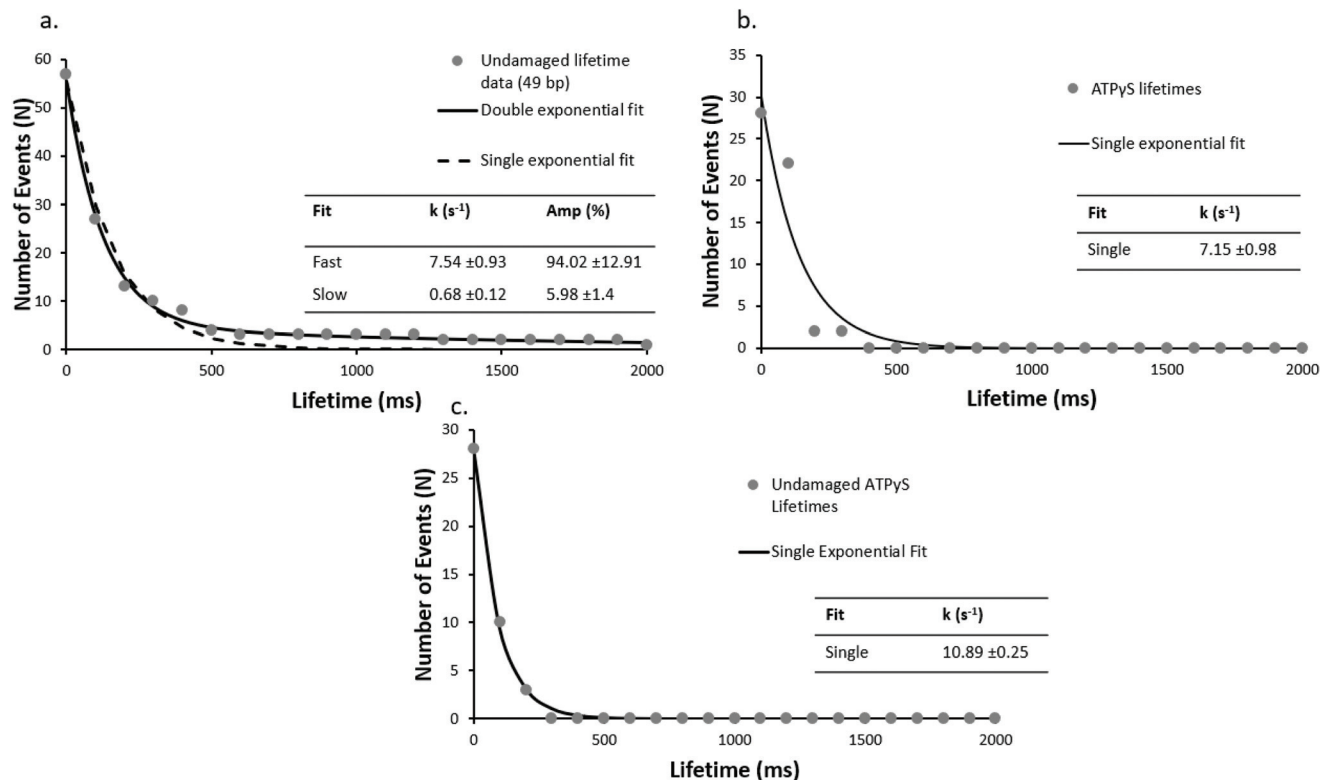 a.
60
50
40
30
20
10
0
Number of Events (N)
0
500
1000
1500
2000
Lifetime (ms)
Undamaged lifetime
data (49 bp)
Double exponential fit
Single exponential fit
Fit k (s-1) Amp (%)
Fast 7.54 ±0.93 94.02 ±12.91
Slow 0.68 ±0.12 5.98 ±1.4
b.
35
30
25
20
15
10
5
0
Number of Events (N)
0
500
1000
1500
2000
Lifetime (ms)
ATPγS lifetimes
Single exponential fit
Fit k (s-1)
Single 7.15 ±0.98
c.
30
25
20
15
10
5
0
Number of Events (N)
0
500
1000
1500
2000
Lifetime (ms)
Undamaged ATPγS
Lifetimes
Single Exponential Fit
Fit k (s-1)
Single 10.89 ±0.25